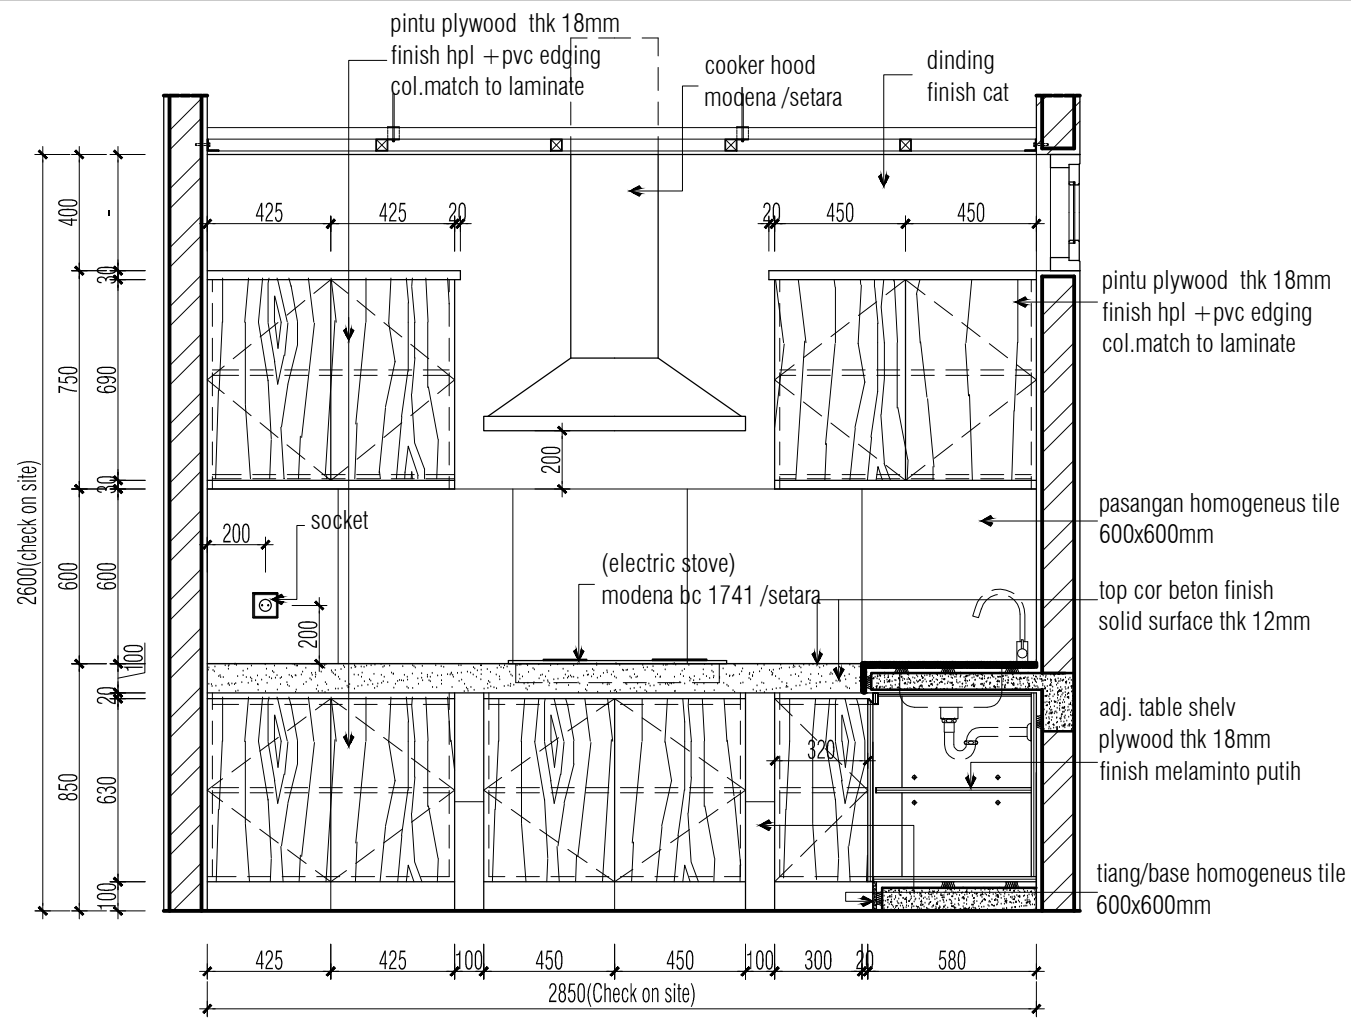 pintu plywood  thk 18mm
finish hpl +pvc edging
col.match to laminate
cooker hood
modena /setara
dinding
finish cat
400
-
425
425
20
20
450
450
30
pintu plywood  thk 18mm
finish hpl +pvc edging
col.match to laminate
750
690
200
30
2600(check on site)
socket
200
pasangan homogeneus tile
600x600mm
600
600
(electric stove)
modena bc 1741 /setara
top cor beton finish
solid surface thk 12mm
200
100
20
adj. table shelv
plywood thk 18mm
finish melaminto putih
320
850
630
100
tiang/base homogeneus tile
600x600mm
425
425
100
450
450
100
300
20
580
2850(Check on site)